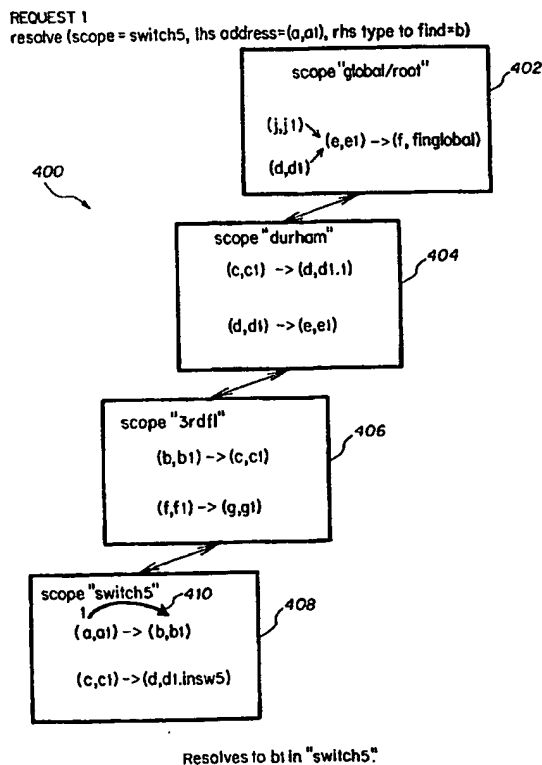 REQUEST 1
resolve (scope = switch5, lhs address=(a,a1), rhs type to find=b)
402
scope "global/root"
(j,j1)
(e,e1) -> (f, finglobal)
(d,d1)
400
scope "durham"
404
(c,c1) -> (d,d1.1)
(d,d1) -> (e,e1)
scope "3rdfl"
406
(b,b1) -> (c,c1)
(f,f1) -> (g,g1)
scope "switch5"
410
408
1
(a,a1) -> (b,b1)
(c,c1) -> (d,d1.insw5)
Resolves to b1 in "switch5".